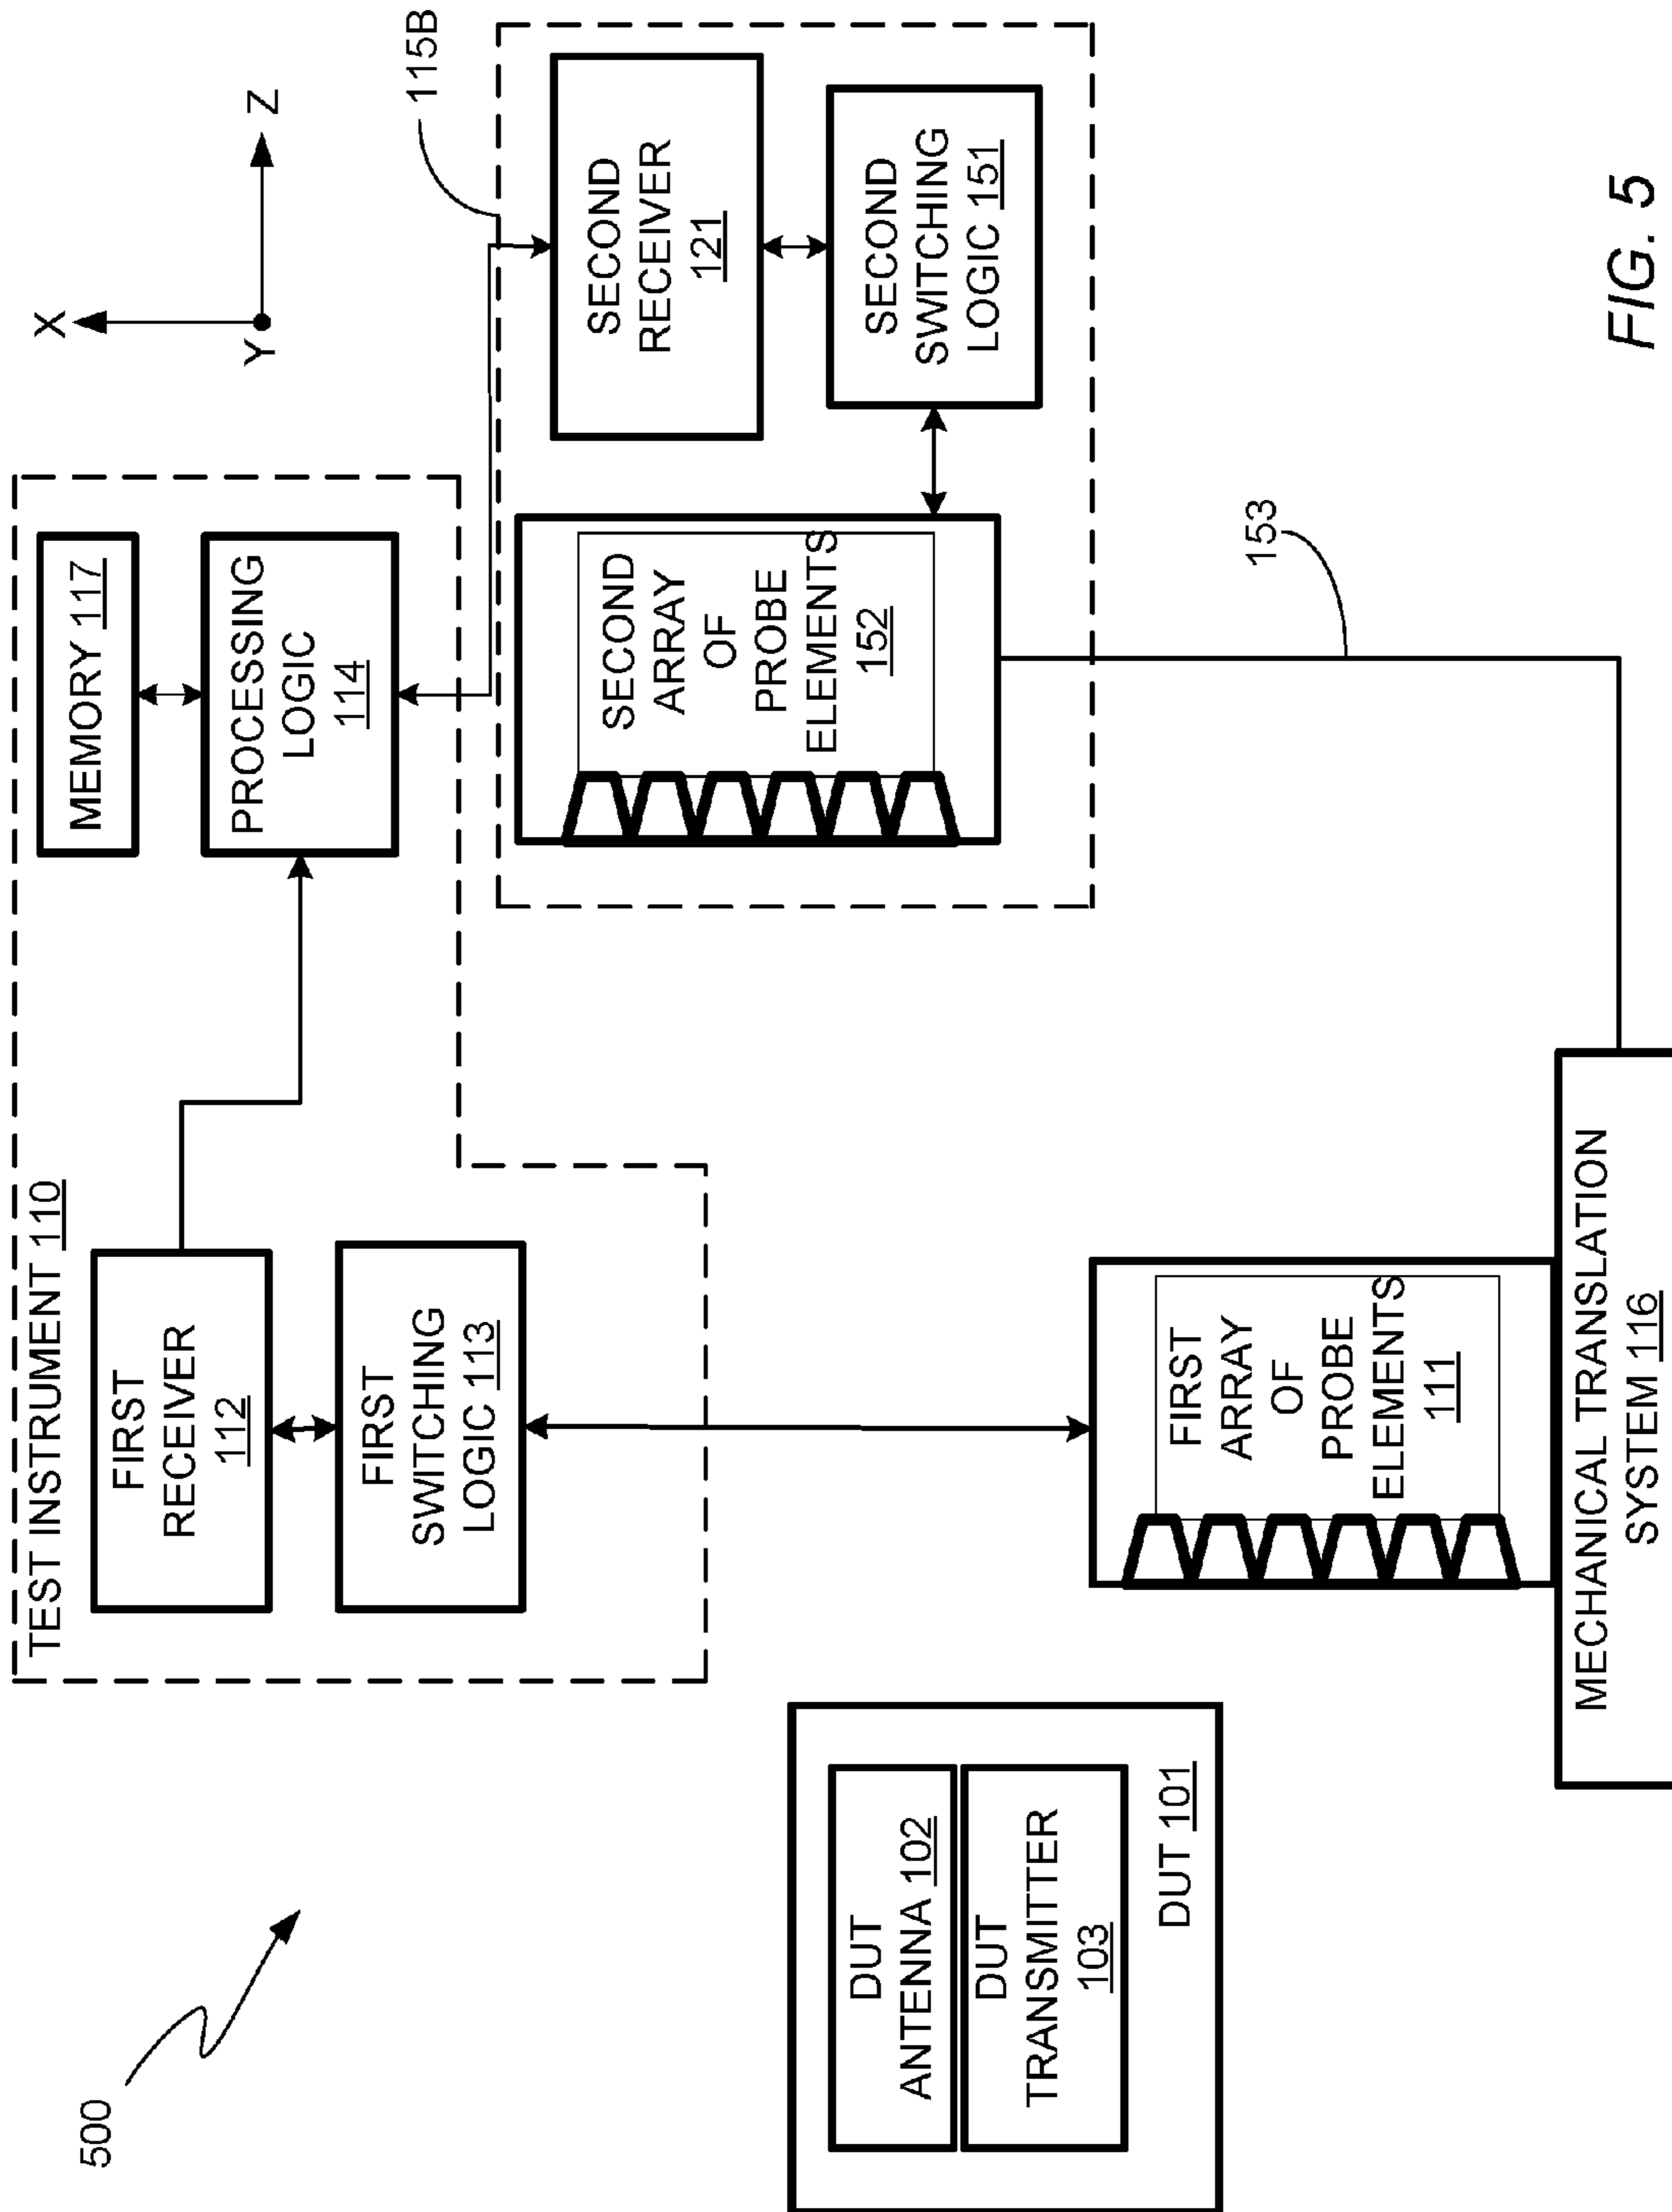 500
TEST INSTRUMENT 110
FIRST
RECEIVER
112
FIRST
SWITCHING
LOGIC 113
MEMORY 117
PROCESSING
LOGIC
114
X
Y
Z
115B
SECOND
RECEIVER
121
SECOND
SWITCHING
LOGIC 151
SECOND
ARRAY
OF
PROBE
ELEMENTS
152
DUT
ANTENNA 102
DUT
TRANSMITTER
103
DUT 101
FIRST
ARRAY
OF
PROBE
ELEMENTS
111
153
MECHANICAL TRANSLATION
SYSTEM 116
FIG. 5